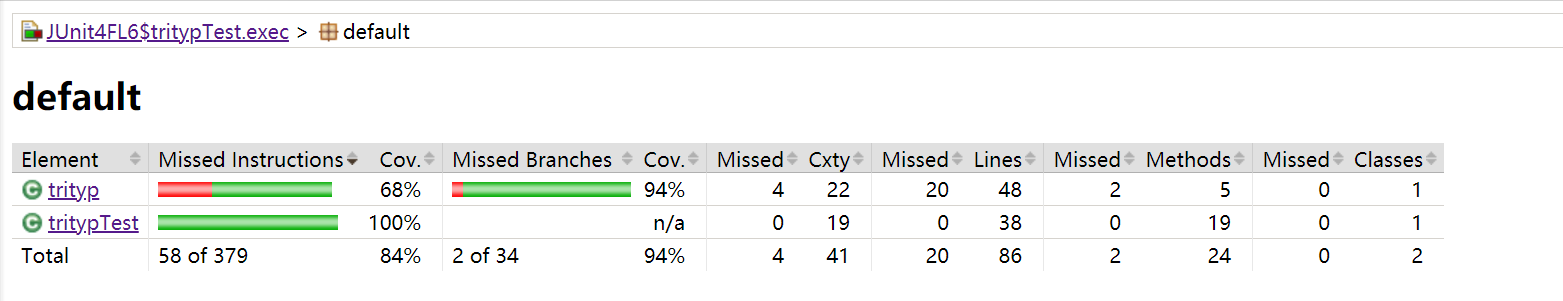 JUnit4FL6$tritypTest.exec > default
default
Element Missed Instructions Cov. Missed Branches Cov. Missed Cxty Missed Lines Missed Methods Missed Classes
trityp 68% 94% 4 22 20 48 2 5 0 1
tritypTest 100% n/a 0 19 0 38 0 19 0 1
Total 58 of 379 84% 2 of 34 94% 4 41 20 86 2 24 0 2